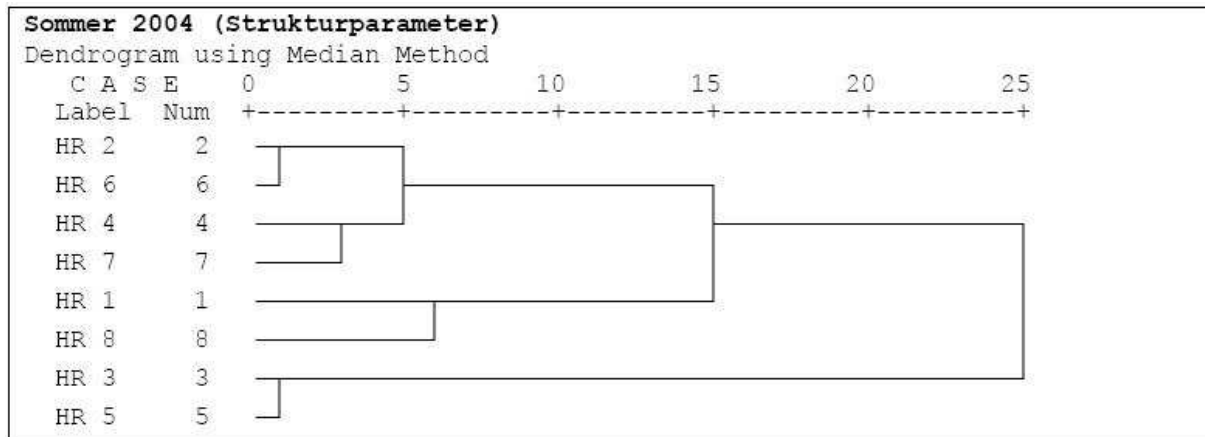 Sommer 2004 (Strukturparameter)
Dendrogram using Median Method
C A S E 0 5 10 15 20 25
Label Num +---------+---------+---------+---------+---------+
HR 2 2
HR 6 6
HR 4 4
HR 7 7
HR 1 1
HR 8 8
HR 3 3
HR 5 5